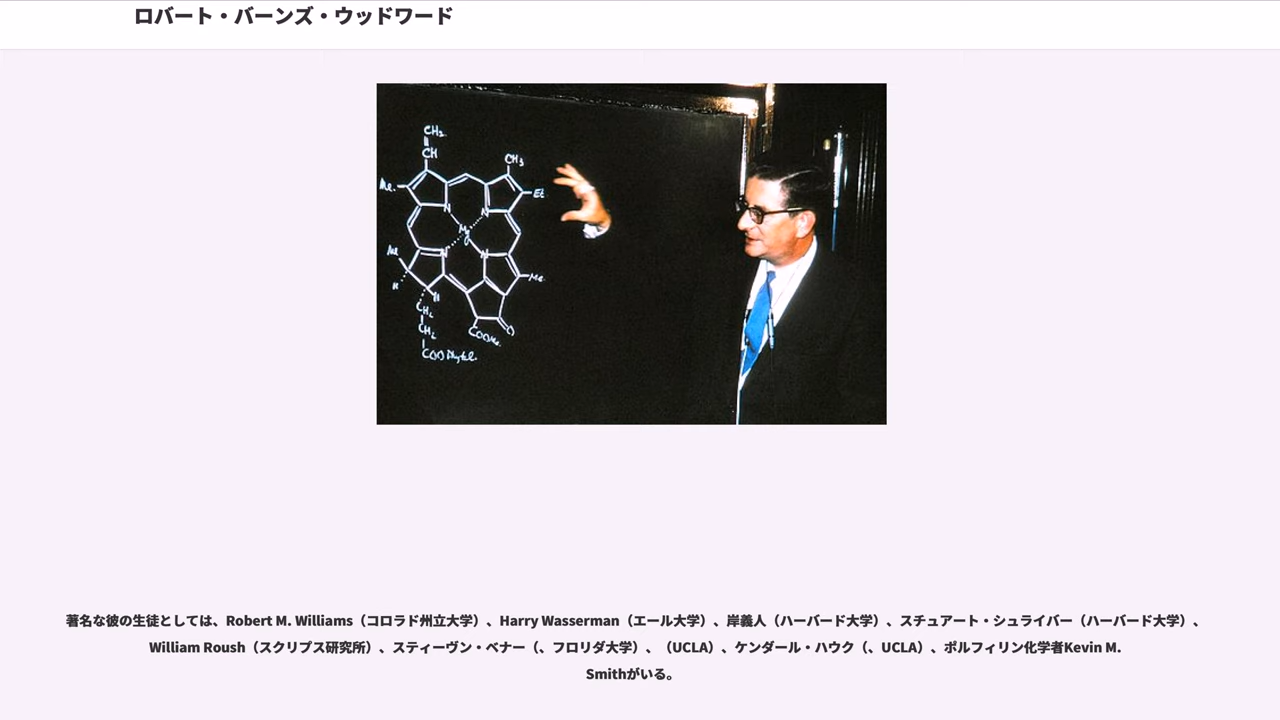 ロバート・バーンズ・ウッドワード
CH2
CH
CH3
Me.
Et
N
N
Mg
Me
N
N
Me.
H
H
CH2
CH2
COOMe.
O
COOPhytyl.
著名な彼の生徒としては、Robert M. Williams（コロラド州立大学）、Harry Wasserman（エール大学）、岸義人（ハーバード大学）、スチュアート・シュライバー（ハーバード大学）、
William Roush（スクリプス研究所）、スティーヴン・ベナー（、フロリダ大学）、（UCLA）、ケンダール・ハウク（、UCLA）、ポルフィリン化学者Kevin M.
Smithがいる。